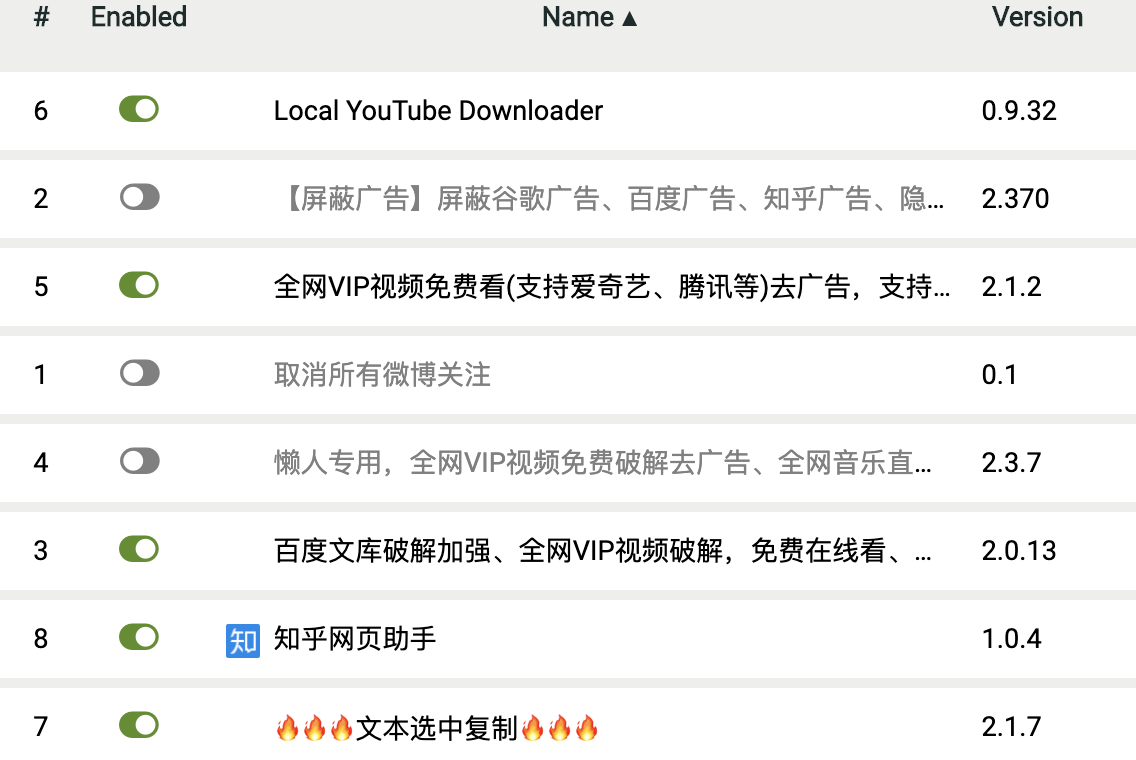 # Enabled Name ▲ Version
6 Local YouTube Downloader 0.9.32
2 【屏蔽广告】屏蔽谷歌广告、百度广告、知乎广告、隐... 2.370
5 全网VIP视频免费看(支持爱奇艺、腾讯等)去广告，支持... 2.1.2
1 取消所有微博关注 0.1
4 懒人专用，全网VIP视频免费破解去广告、全网音乐直... 2.3.7
3 百度文库破解加强、全网VIP视频破解，免费在线看、... 2.0.13
8 知 知乎网页助手 1.0.4
7 🔥🔥🔥文本选中复制🔥🔥🔥 2.1.7